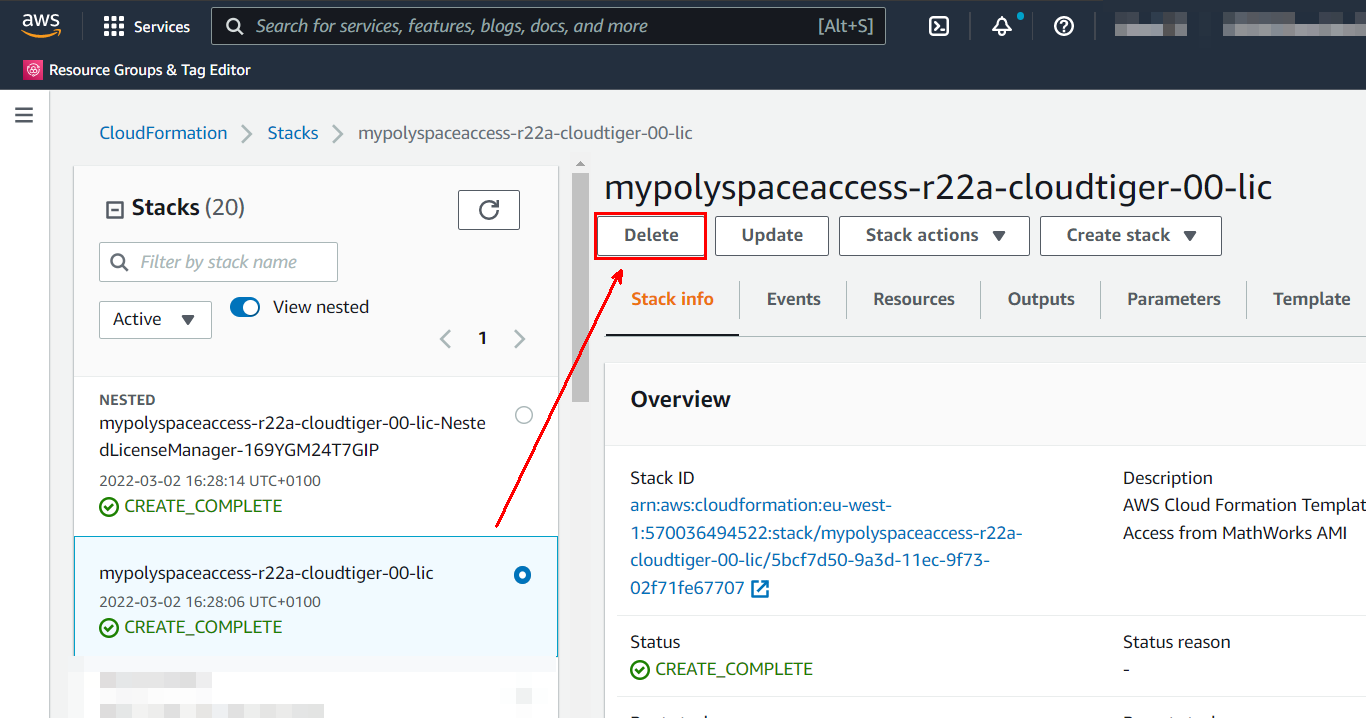 aws
Services
Search for services, features, blogs, docs, and more
[Alt+S]
Resource Groups & Tag Editor
CloudFormation
Stacks
mypolyspaceaccess-r22a-cloudtiger-00-lic
Stacks (20)
Filter by stack name
Active
View nested
1
NESTED
mypolyspaceaccess-r22a-cloudtiger-00-lic-Neste
dLicenseManager-169YGM24T7GIP
2022-03-02 16:28:14 UTC+0100
CREATE_COMPLETE
mypolyspaceaccess-r22a-cloudtiger-00-lic
2022-03-02 16:28:06 UTC+0100
CREATE_COMPLETE
mypolyspaceaccess-r22a-cloudtiger-00-lic
Delete
Update
Stack actions
Create stack
Stack info
Events
Resources
Outputs
Parameters
Template
Overview
Stack ID
arn:aws:cloudformation:eu-west-
1:570036494522:stack/mypolyspaceaccess-r22a-
cloudtiger-00-lic/5bcf7d50-9a3d-11ec-9f73-
02f71fe67707
Description
AWS Cloud Formation Templat
Access from MathWorks AMI
Status
CREATE_COMPLETE
Status reason
-